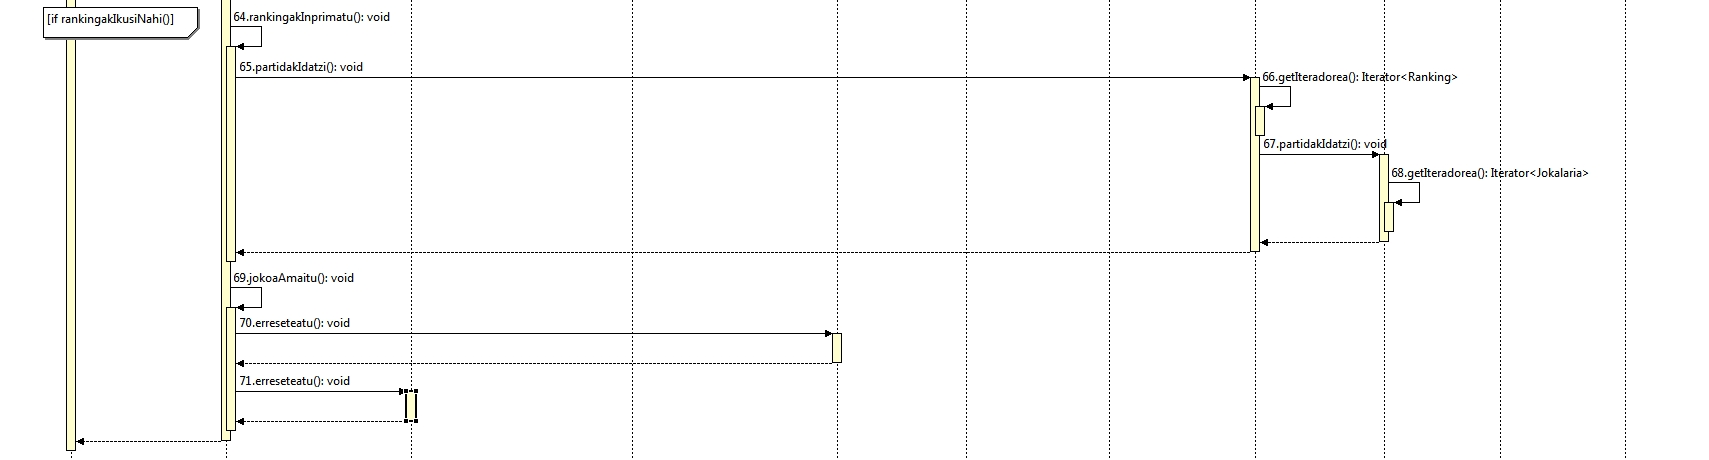 [if rankingakIkusiNahi()]
64.rankingakInprimatu(): void
65.partidakIdatzi(): void
66.getIteradorea(): Iterator<Ranking>
67.partidakIdatzi(): void
68.getIteradorea(): Iterator<Jokalaria>
69.jokoaAmaitu(): void
70.erreseteatu(): void
71.erreseteatu(): void